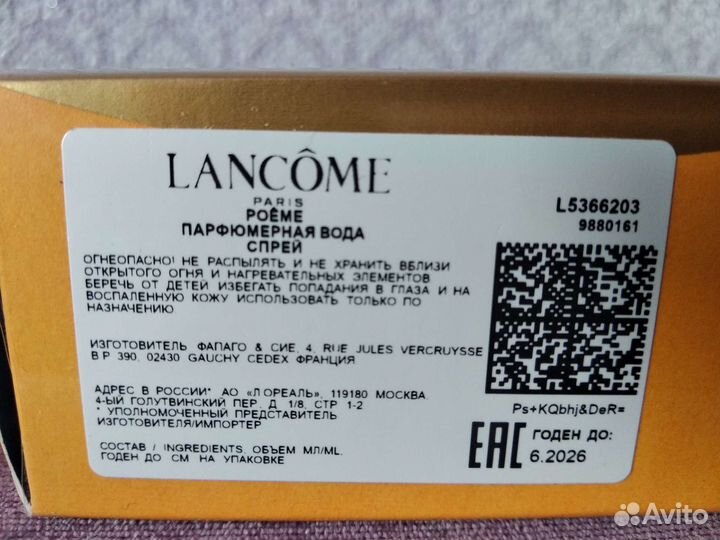 LANCÔME
PARIS
POÊME
ПАРФЮМЕРНАЯ ВОДА
СПРЕЙ
ОГНЕОПАСНО! НЕ РАСПЫЛЯТЬ И НЕ ХРАНИТЬ ВБЛИЗИ
ОТКРЫТОГО ОГНЯ И НАГРЕВАТЕЛЬНЫХ ЭЛЕМЕНТОВ
БЕРЕЧЬ ОТ ДЕТЕЙ ИЗБЕГАТЬ ПОПАДАНИЯ В ГЛАЗА И НА
ВОСПАЛЕННУЮ КОЖУ ИСПОЛЬЗОВАТЬ ТОЛЬКО ПО
НАЗНАЧЕНИЮ
ИЗГОТОВИТЕЛЬ ФАПАГО & СИЕ, 4, RUE JULES VERCRUYSSE
B P 390, 02430 GAUCHY CEDEX ФРАНЦИЯ
АДРЕС В РОССИИ* АО «Л ОРЕАЛЬ», 119180 МОСКВА
4-ЫЙ ГОЛУТВИНСКИЙ ПЕР, Д. 1/8, СТР 1-2
* УПОЛНОМОЧЕННЫЙ ПРЕДСТАВИТЕЛЬ
ИЗГОТОВИТЕЛЯ/ИМПОРТЕР
СОСТАВ / INGREDIENTS, ОБЪЕМ МЛ/ML,
ГОДЕН ДО СМ НА УПАКОВКЕ
L5366203
9880161
Ps+KQbhj&DeR=
EAC
ГОДЕН ДО:
6.2026
Avito